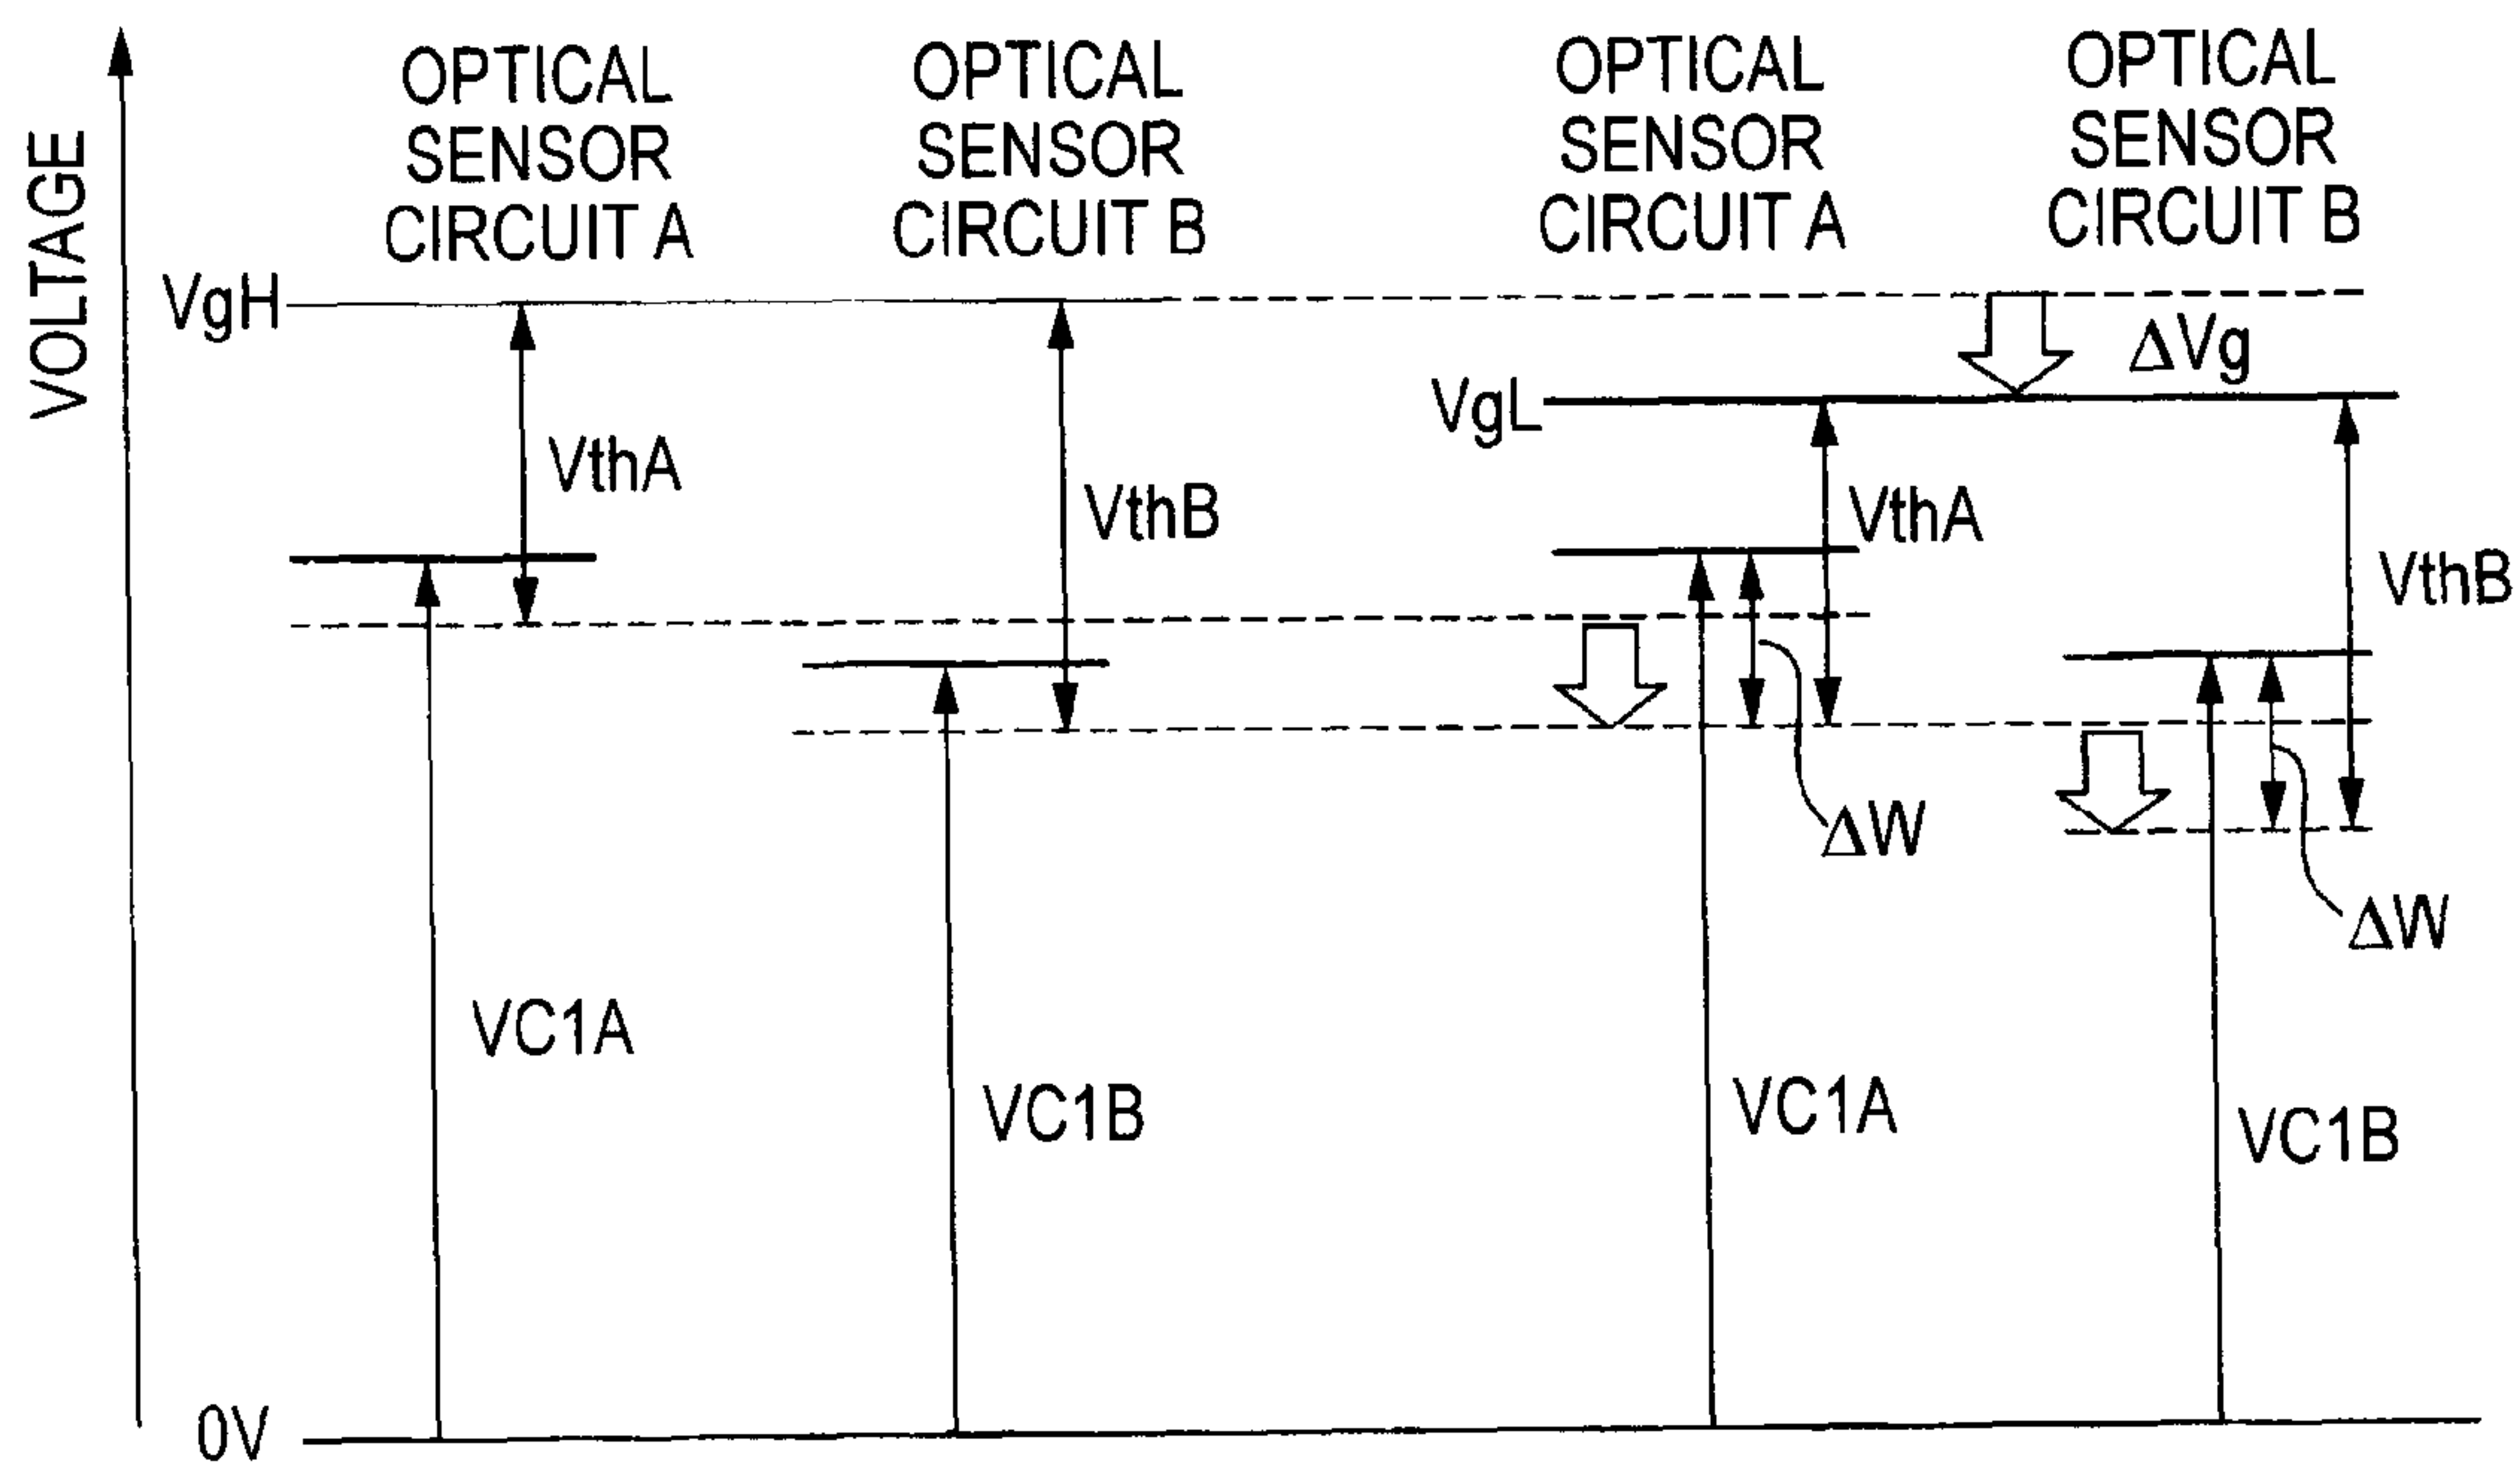 VOLTAGE
OPTICAL
SENSOR
CIRCUIT A
OPTICAL
SENSOR
CIRCUIT B
OPTICAL
SENSOR
CIRCUIT A
OPTICAL
SENSOR
CIRCUIT B
VgH
ΔVg
VgL
VthA
VthB
VthA
VthB
ΔW
ΔW
VC1A
VC1B
VC1A
VC1B
0V